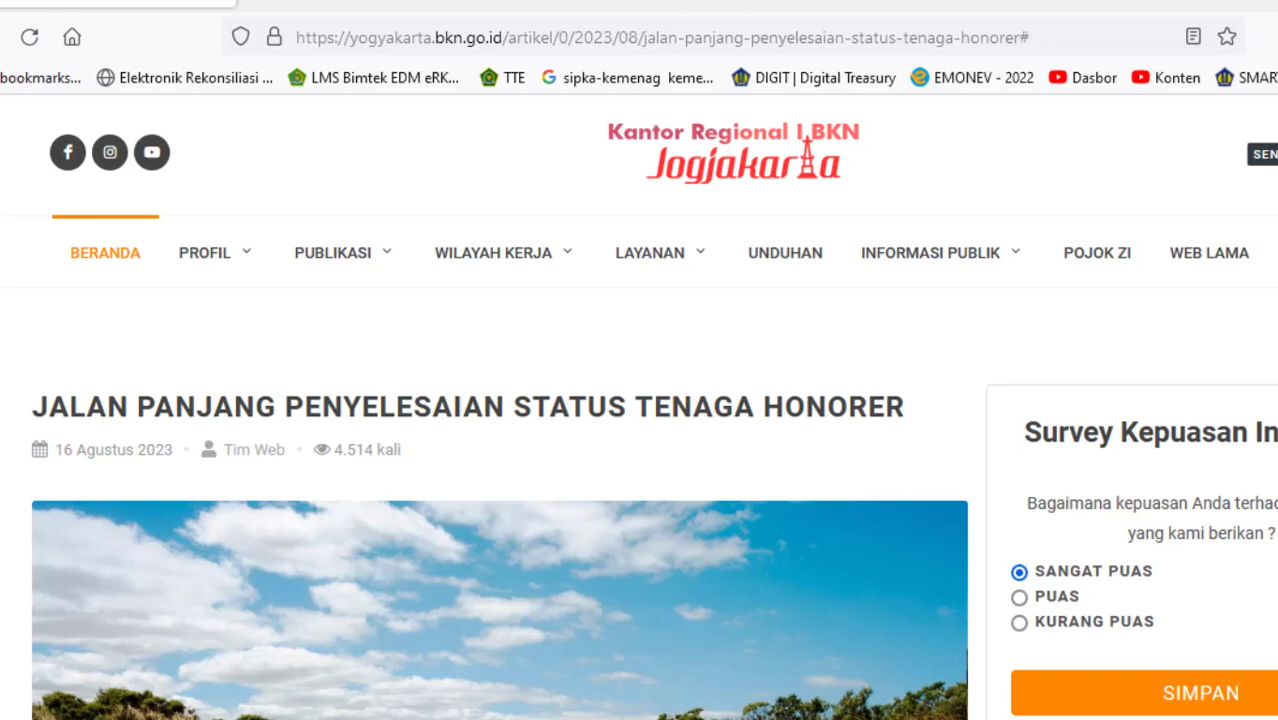 https://yogyakarta.bkn.go.id/artikel/0/2023/08/jalan-panjang-penyelesaian-status-tenaga-honorer#
bookmarks... Elektronik Rekonsiliasi ... LMS Bimtek EDM eRK... TTE sipka-kemenag keme... DIGIT | Digital Treasury EMONEV - 2022 Dasbor Konten SMAR
Kantor Regional I BKN
Jogjakarta
SEN
BERANDA PROFIL PUBLIKASI WILAYAH KERJA LAYANAN UNDUHAN INFORMASI PUBLIK POJOK ZI WEB LAMA
JALAN PANJANG PENYELESAIAN STATUS TENAGA HONORER
16 Agustus 2023 • Tim Web • 4.514 kali
Survey Kepuasan In
Bagaimana kepuasan Anda terhad
yang kami berikan ?
SANGAT PUAS
PUAS
KURANG PUAS
SIMPAN